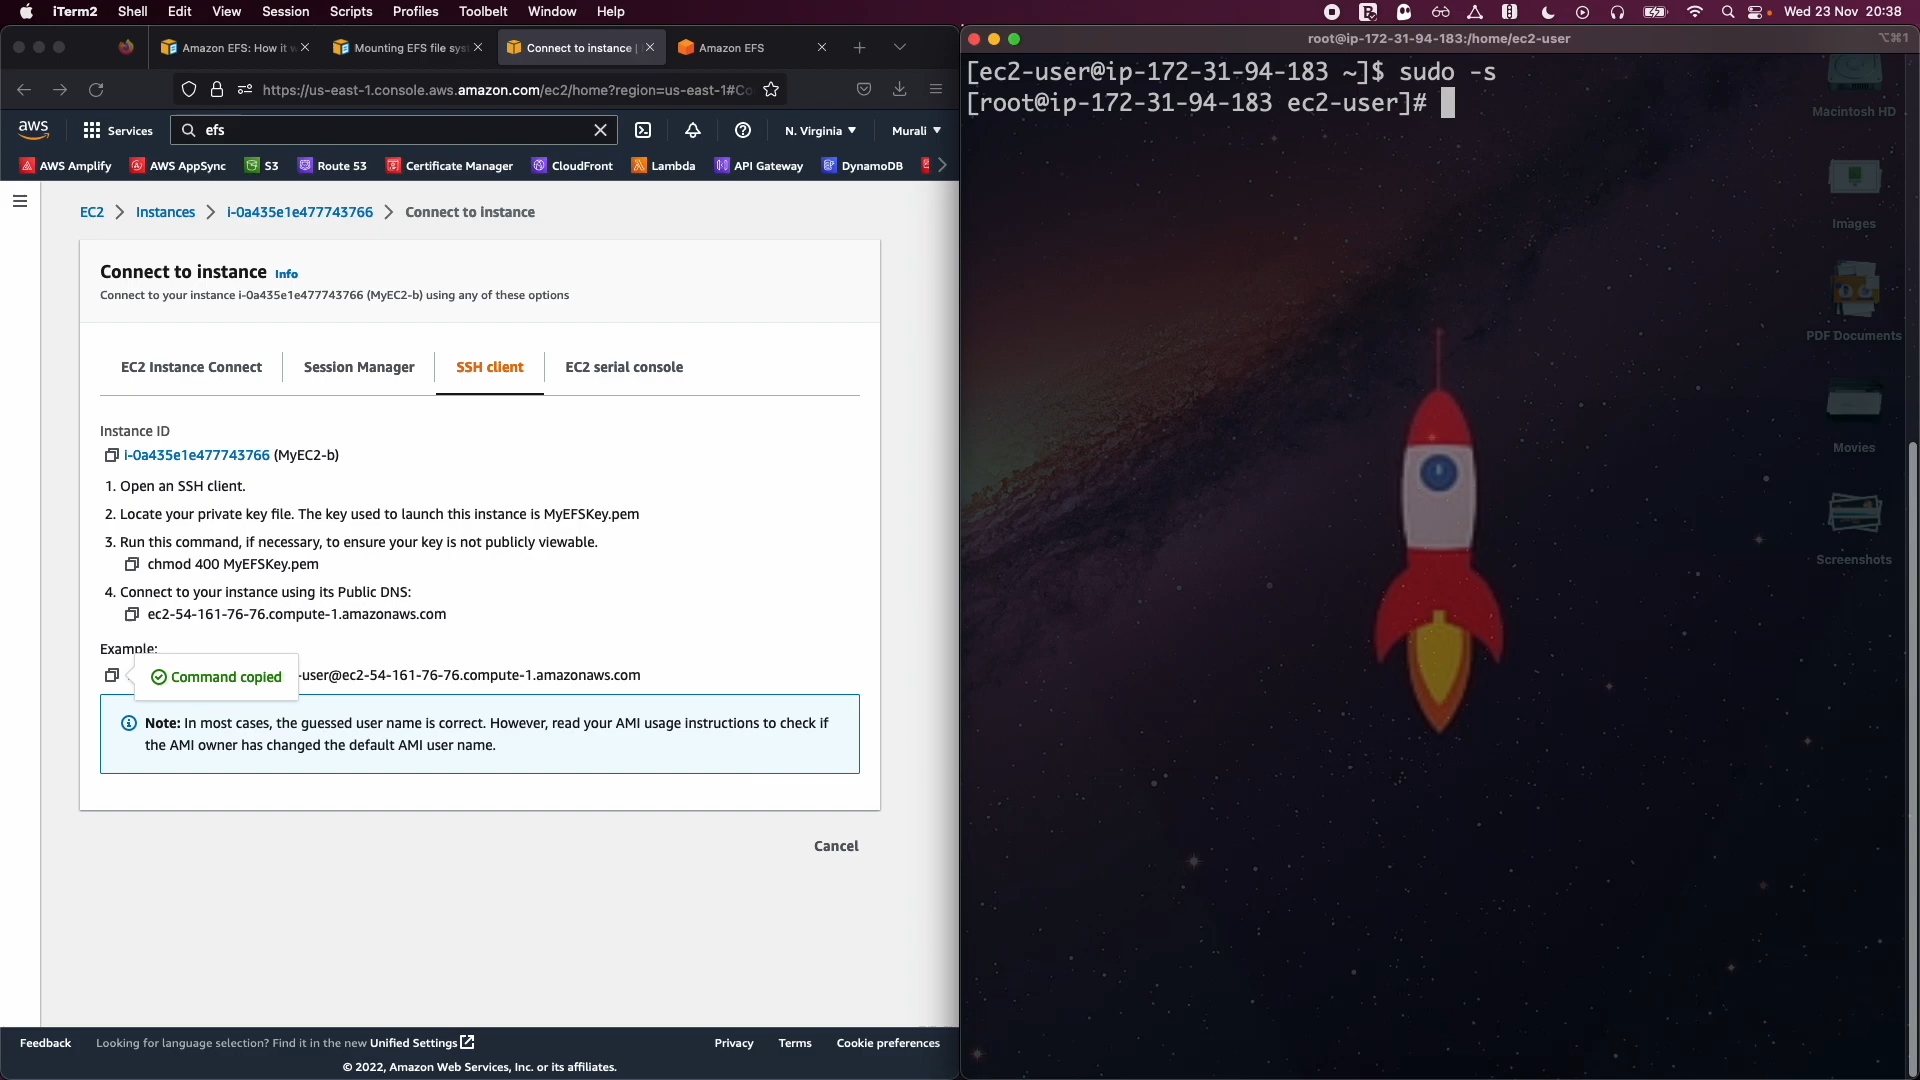 iTerm2 Shell Edit View Session Scripts Profiles Toolbelt Window Help Wed 23 Nov 20:38
Amazon EFS: How it w
Mounting EFS file sys
Connect to instance |
Amazon EFS
https://us-east-1.console.aws.amazon.com/ec2/home?region=us-east-1#Co
aws Services efs N. Virginia Murali
AWS Amplify AWS AppSync S3 Route 53 Certificate Manager CloudFront Lambda API Gateway DynamoDB
EC2 Instances i-0a435e1e477743766 Connect to instance
Connect to instance Info
Connect to your instance i-0a435e1e477743766 (MyEC2-b) using any of these options
EC2 Instance Connect Session Manager SSH client EC2 serial console
Instance ID
i-0a435e1e477743766 (MyEC2-b)
1. Open an SSH client.
2. Locate your private key file. The key used to launch this instance is MyEFSKey.pem
3. Run this command, if necessary, to ensure your key is not publicly viewable.
chmod 400 MyEFSKey.pem
4. Connect to your instance using its Public DNS:
ec2-54-161-76-76.compute-1.amazonaws.com
Example:
Command copied -user@ec2-54-161-76-76.compute-1.amazonaws.com
Note: In most cases, the guessed user name is correct. However, read your AMI usage instructions to check if
the AMI owner has changed the default AMI user name.
Cancel
Feedback Looking for language selection? Find it in the new Unified Settings Privacy Terms Cookie preferences
© 2022, Amazon Web Services, Inc. or its affiliates.
root@ip-172-31-94-183:/home/ec2-user ⌥⌘1
[ec2-user@ip-172-31-94-183 ~]$ sudo -s
[root@ip-172-31-94-183 ec2-user]#
Macintosh HD
Images
PDF Documents
Movies
Screenshots